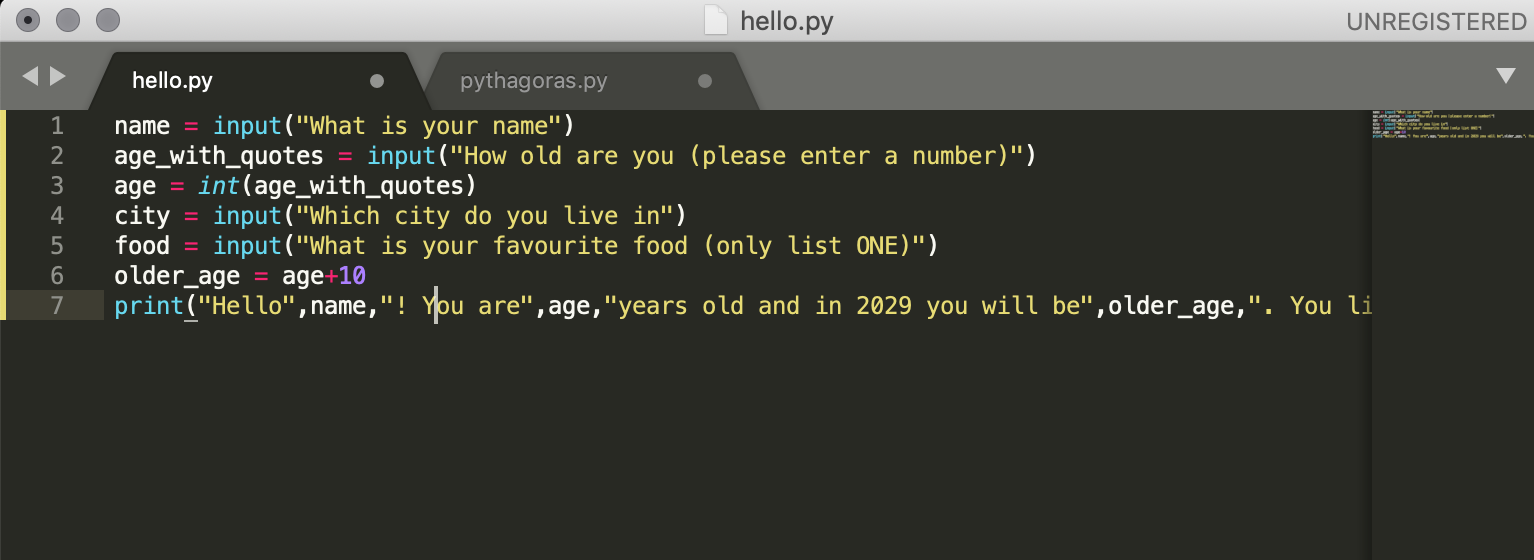 hello.py
UNREGISTERED
hello.py
pythagoras.py
1 name = input("What is your name")
2 age_with_quotes = input("How old are you (please enter a number)")
3 age = int(age_with_quotes)
4 city = input("Which city do you live in")
5 food = input("What is your favourite food (only list ONE)")
6 older_age = age+10
7 print("Hello",name,"! You are",age,"years old and in 2029 you will be",older_age,". You li